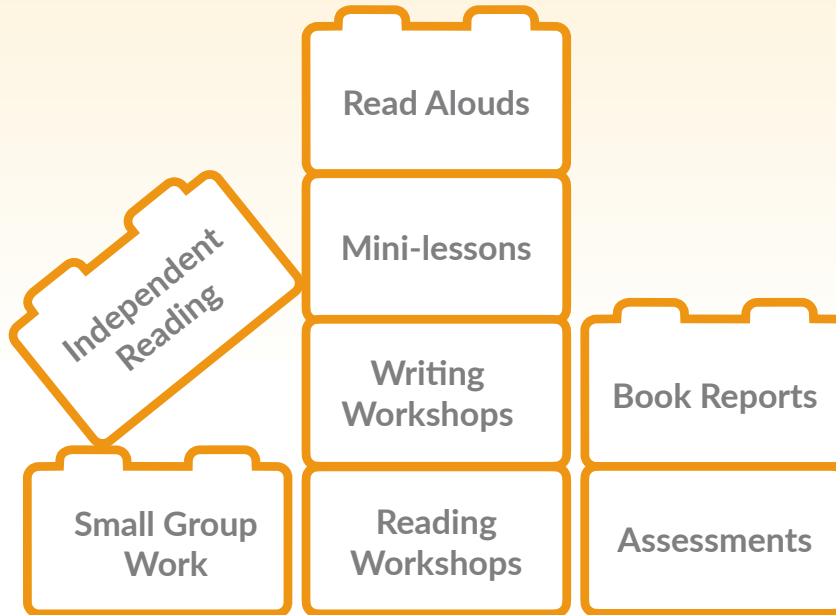 Read Alouds
Mini-lessons
Independent
Reading
Writing
Workshops
Book Reports
Small Group
Work
Reading
Workshops
Assessments